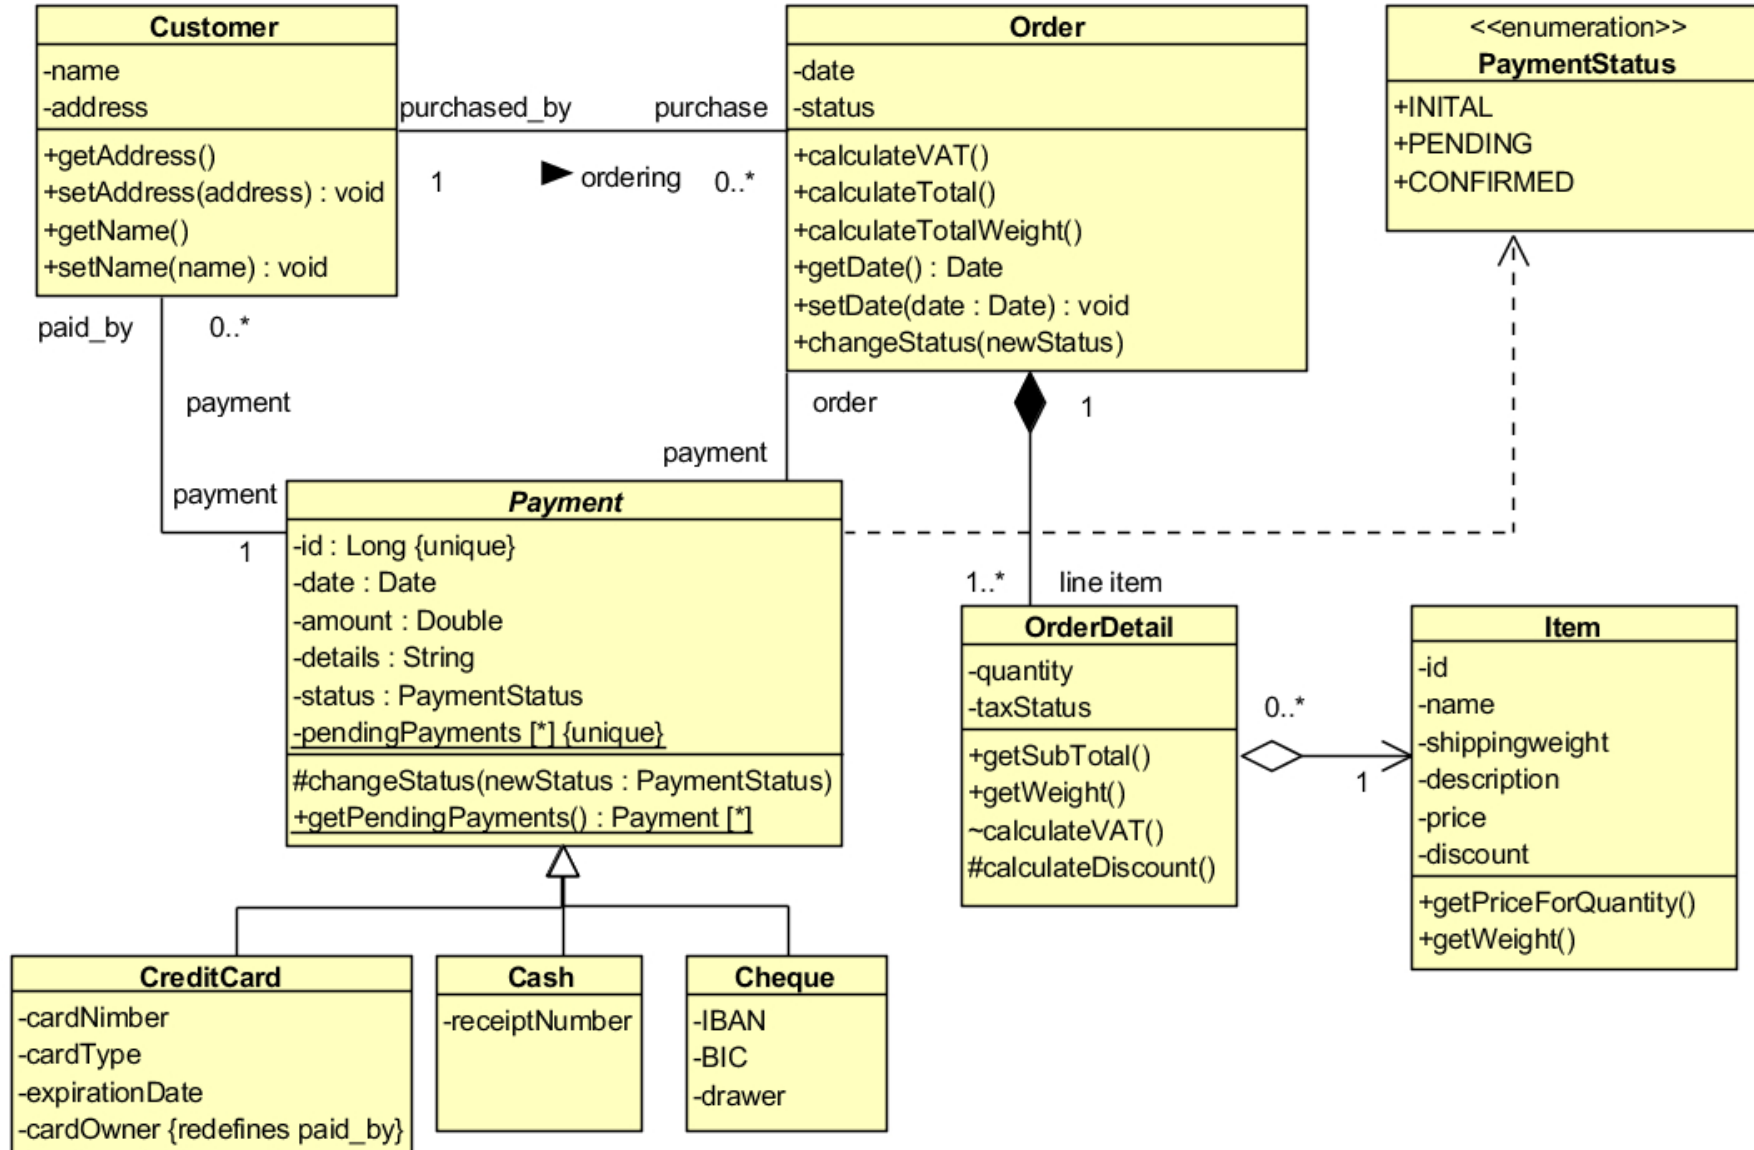 Customer
-name
-address
+getAddress()
+setAddress(address) : void
+getName()
+setName(name) : void
purchased_by
purchase
1
ordering
0..*
Order
-date
-status
+calculateVAT()
+calculateTotal()
+calculateTotalWeight()
+getDate() : Date
+setDate(date : Date) : void
+changeStatus(newStatus)
<<enumeration>>
PaymentStatus
+INITAL
+PENDING
+CONFIRMED
paid_by
0..*
payment
payment
1
order
payment
1
1..*
line item
Payment
-id : Long {unique}
-date : Date
-amount : Double
-details : String
-status : PaymentStatus
-pendingPayments [*] {unique}
#changeStatus(newStatus : PaymentStatus)
+getPendingPayments() : Payment [*]
OrderDetail
-quantity
-taxStatus
+getSubTotal()
+getWeight()
~calculateVAT()
#calculateDiscount()
0..*
1
Item
-id
-name
-shippingweight
-description
-price
-discount
+getPriceForQuantity()
+getWeight()
CreditCard
-cardNimber
-cardType
-expirationDate
-cardOwner {redefines paid_by}
Cash
-receiptNumber
Cheque
-IBAN
-BIC
-drawer